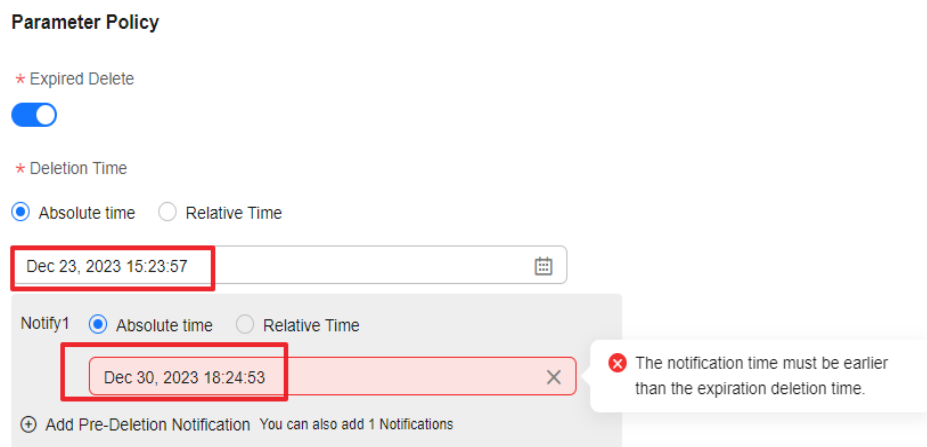 Parameter Policy
* Expired Delete
* Deletion Time
Absolute time Relative Time
Dec 23, 2023 15:23:57
Notify1 Absolute time Relative Time
Dec 30, 2023 18:24:53
The notification time must be earlier
than the expiration deletion time.
Add Pre-Deletion Notification You can also add 1 Notifications